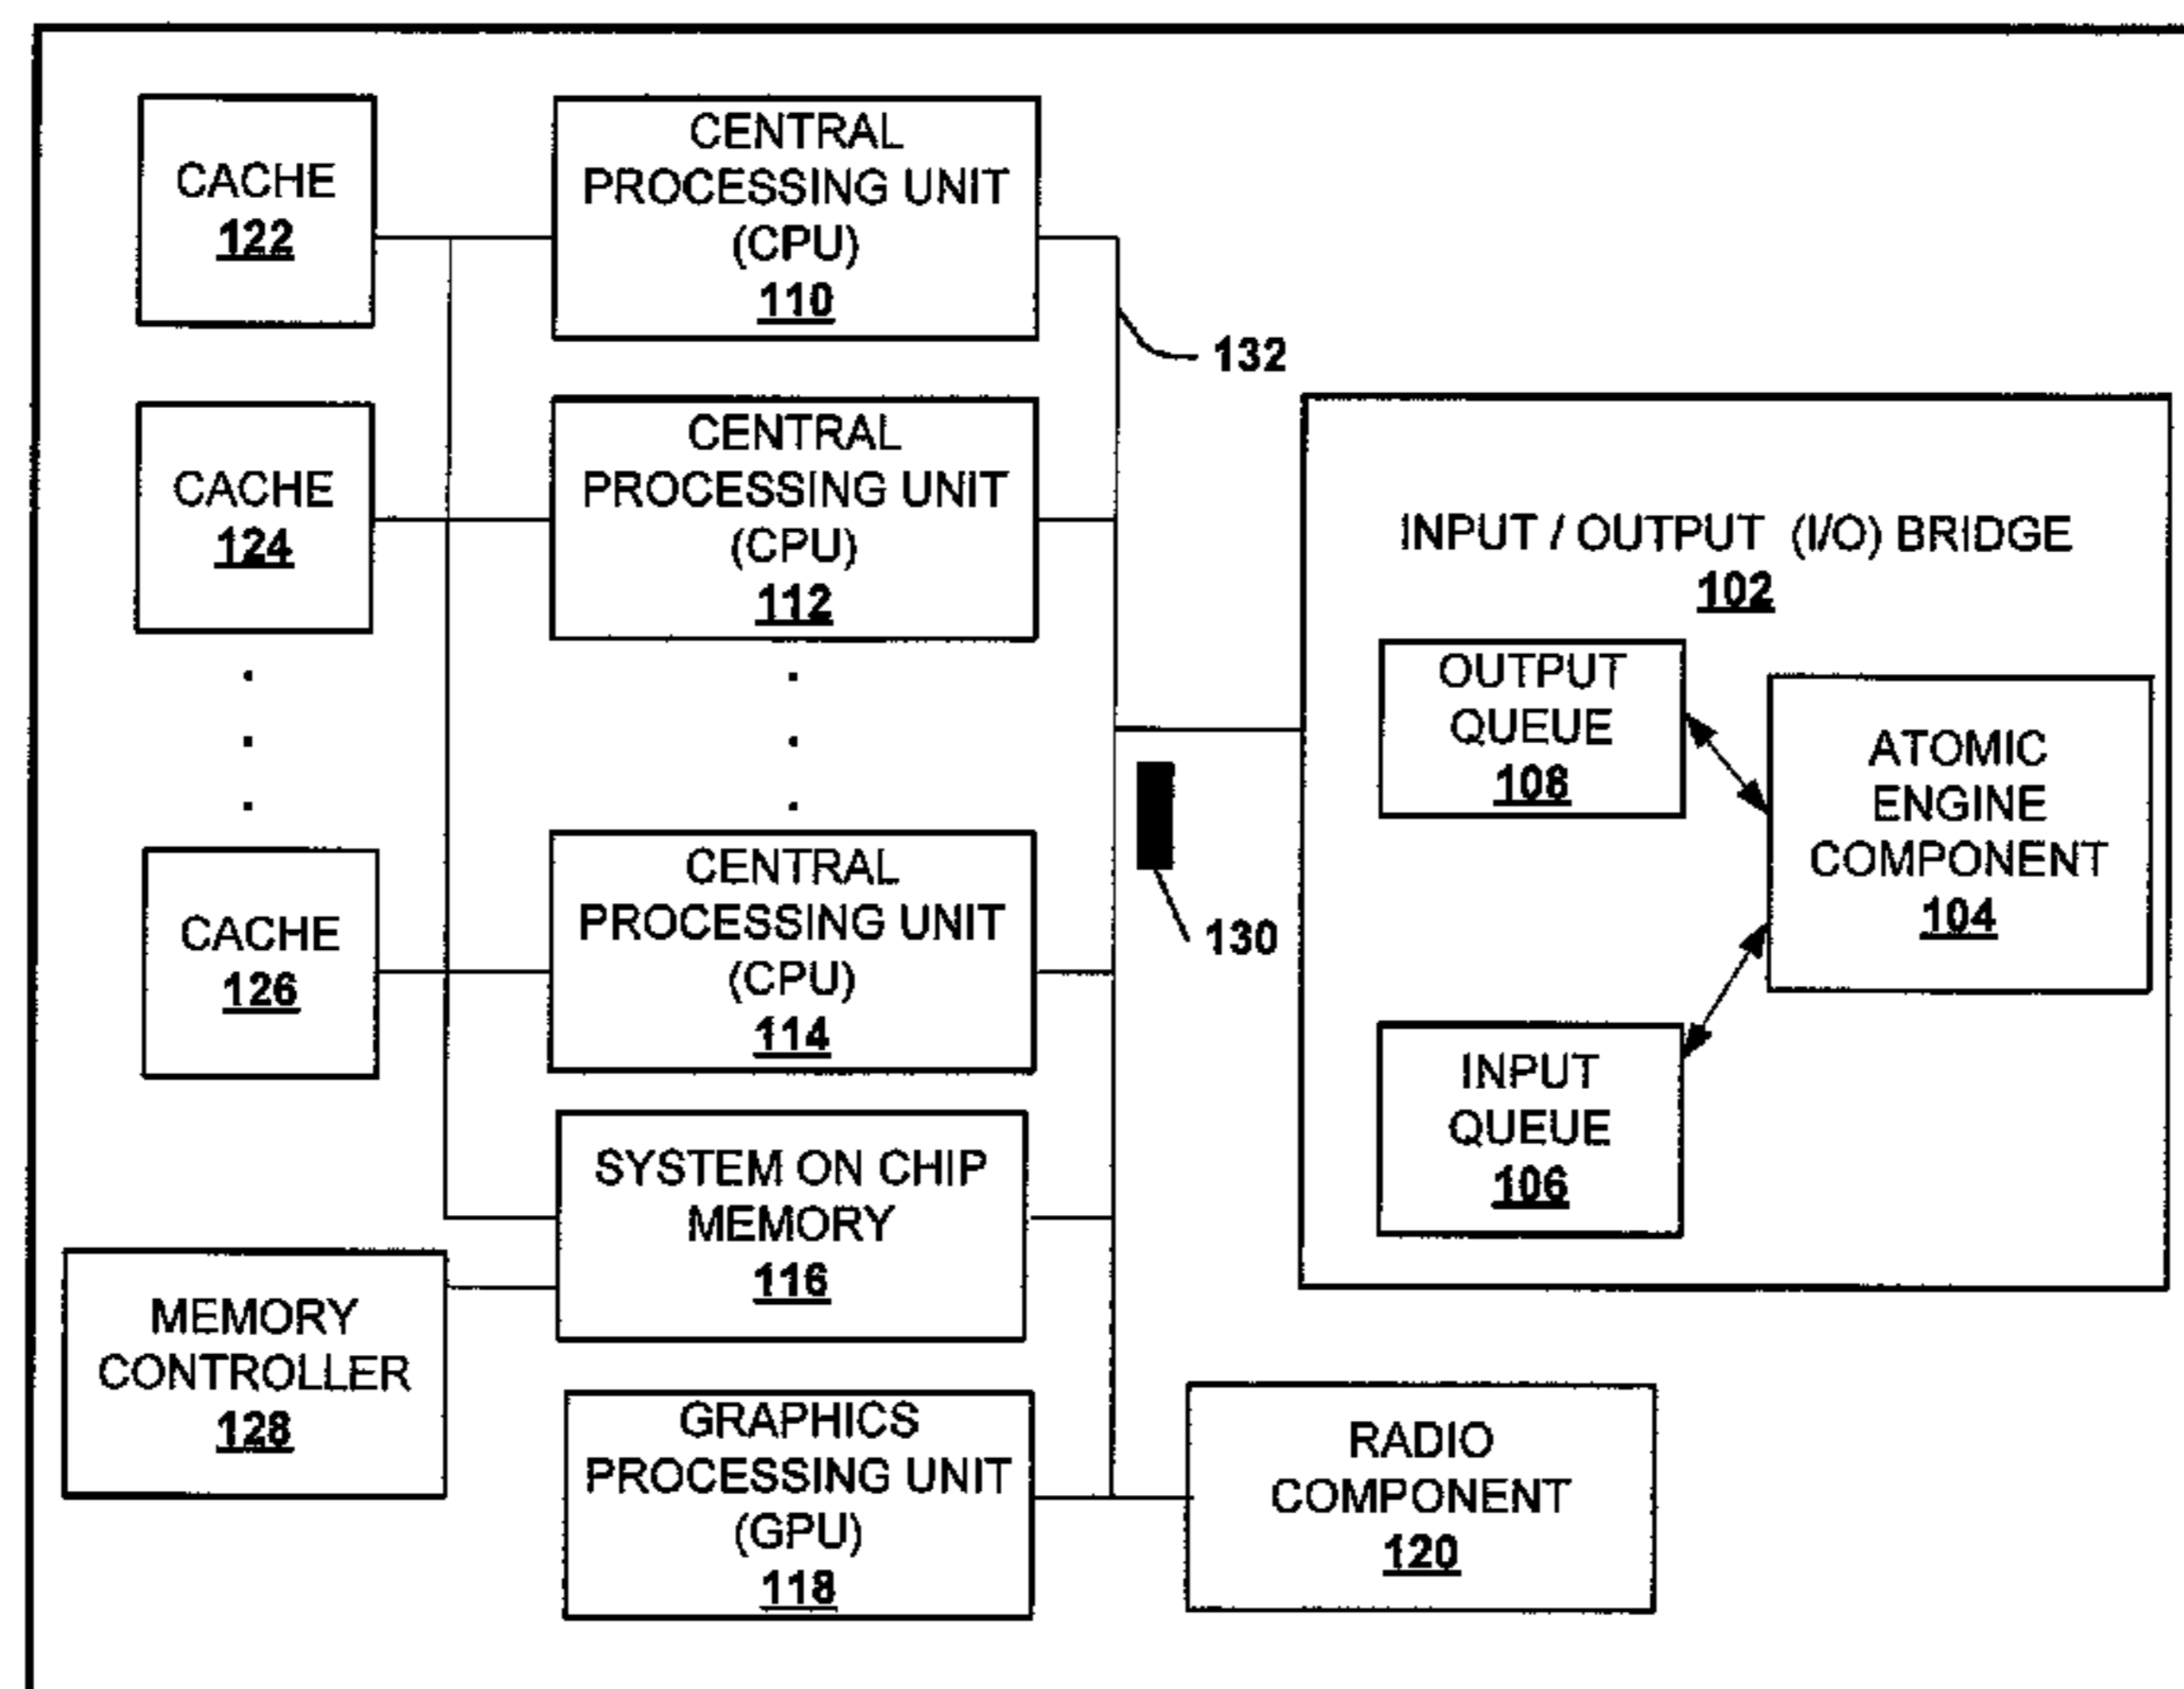 CACHE
122
CENTRAL
PROCESSING UNIT
(CPU)
110
132
CACHE
124
CENTRAL
PROCESSING UNIT
(CPU)
112
INPUT / OUTPUT (I/O) BRIDGE
102
OUTPUT
QUEUE
108
ATOMIC
ENGINE
COMPONENT
104
130
CACHE
126
CENTRAL
PROCESSING UNIT
(CPU)
114
INPUT
QUEUE
106
SYSTEM ON CHIP
MEMORY
116
MEMORY
CONTROLLER
128
GRAPHICS
PROCESSING UNIT
(GPU)
118
RADIO
COMPONENT
120